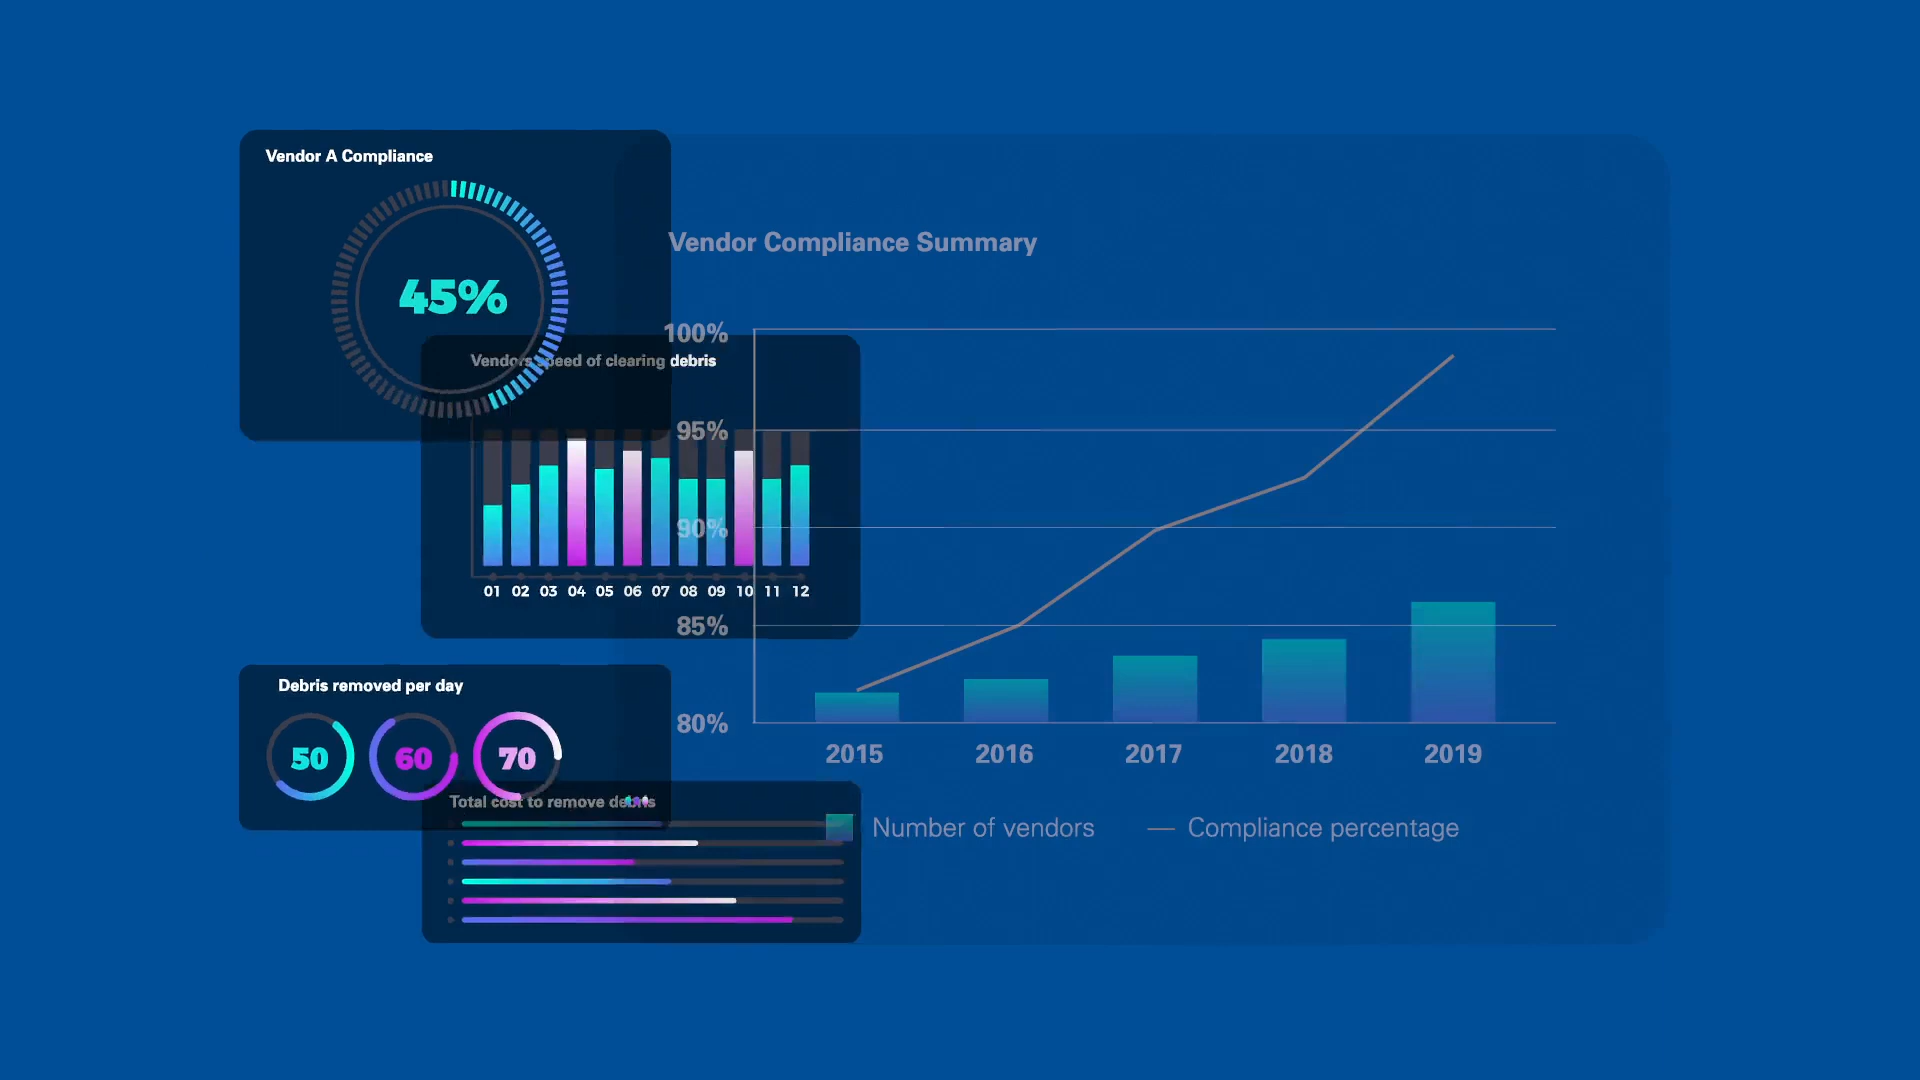 Vendor A Compliance
45%
Vendors speed of clearing debris
01 02 03 04 05 06 07 08 09 10 11 12
Debris removed per day
50 60 70
Total cost to remove debris
Vendor Compliance Summary
100%
95%
90%
85%
80%
2015 2016 2017 2018 2019
Number of vendors
Compliance percentage